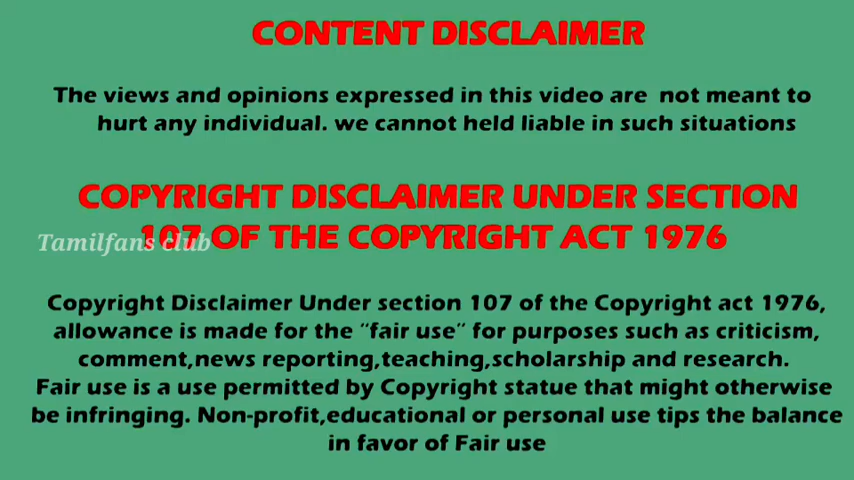 CONTENT DISCLAIMER
The views and opinions expressed in this video are not meant to
hurt any individual. we cannot held liable in such situations
COPYRIGHT DISCLAIMER UNDER SECTION
107 OF THE COPYRIGHT ACT 1976
Tamilfans club
Copyright Disclaimer Under section 107 of the Copyright act 1976,
allowance is made for the "fair use" for purposes such as criticism,
comment,news reporting,teaching,scholarship and research.
Fair use is a use permitted by Copyright statue that might otherwise
be infringing. Non-profit,educational or personal use tips the balance
in favor of Fair use